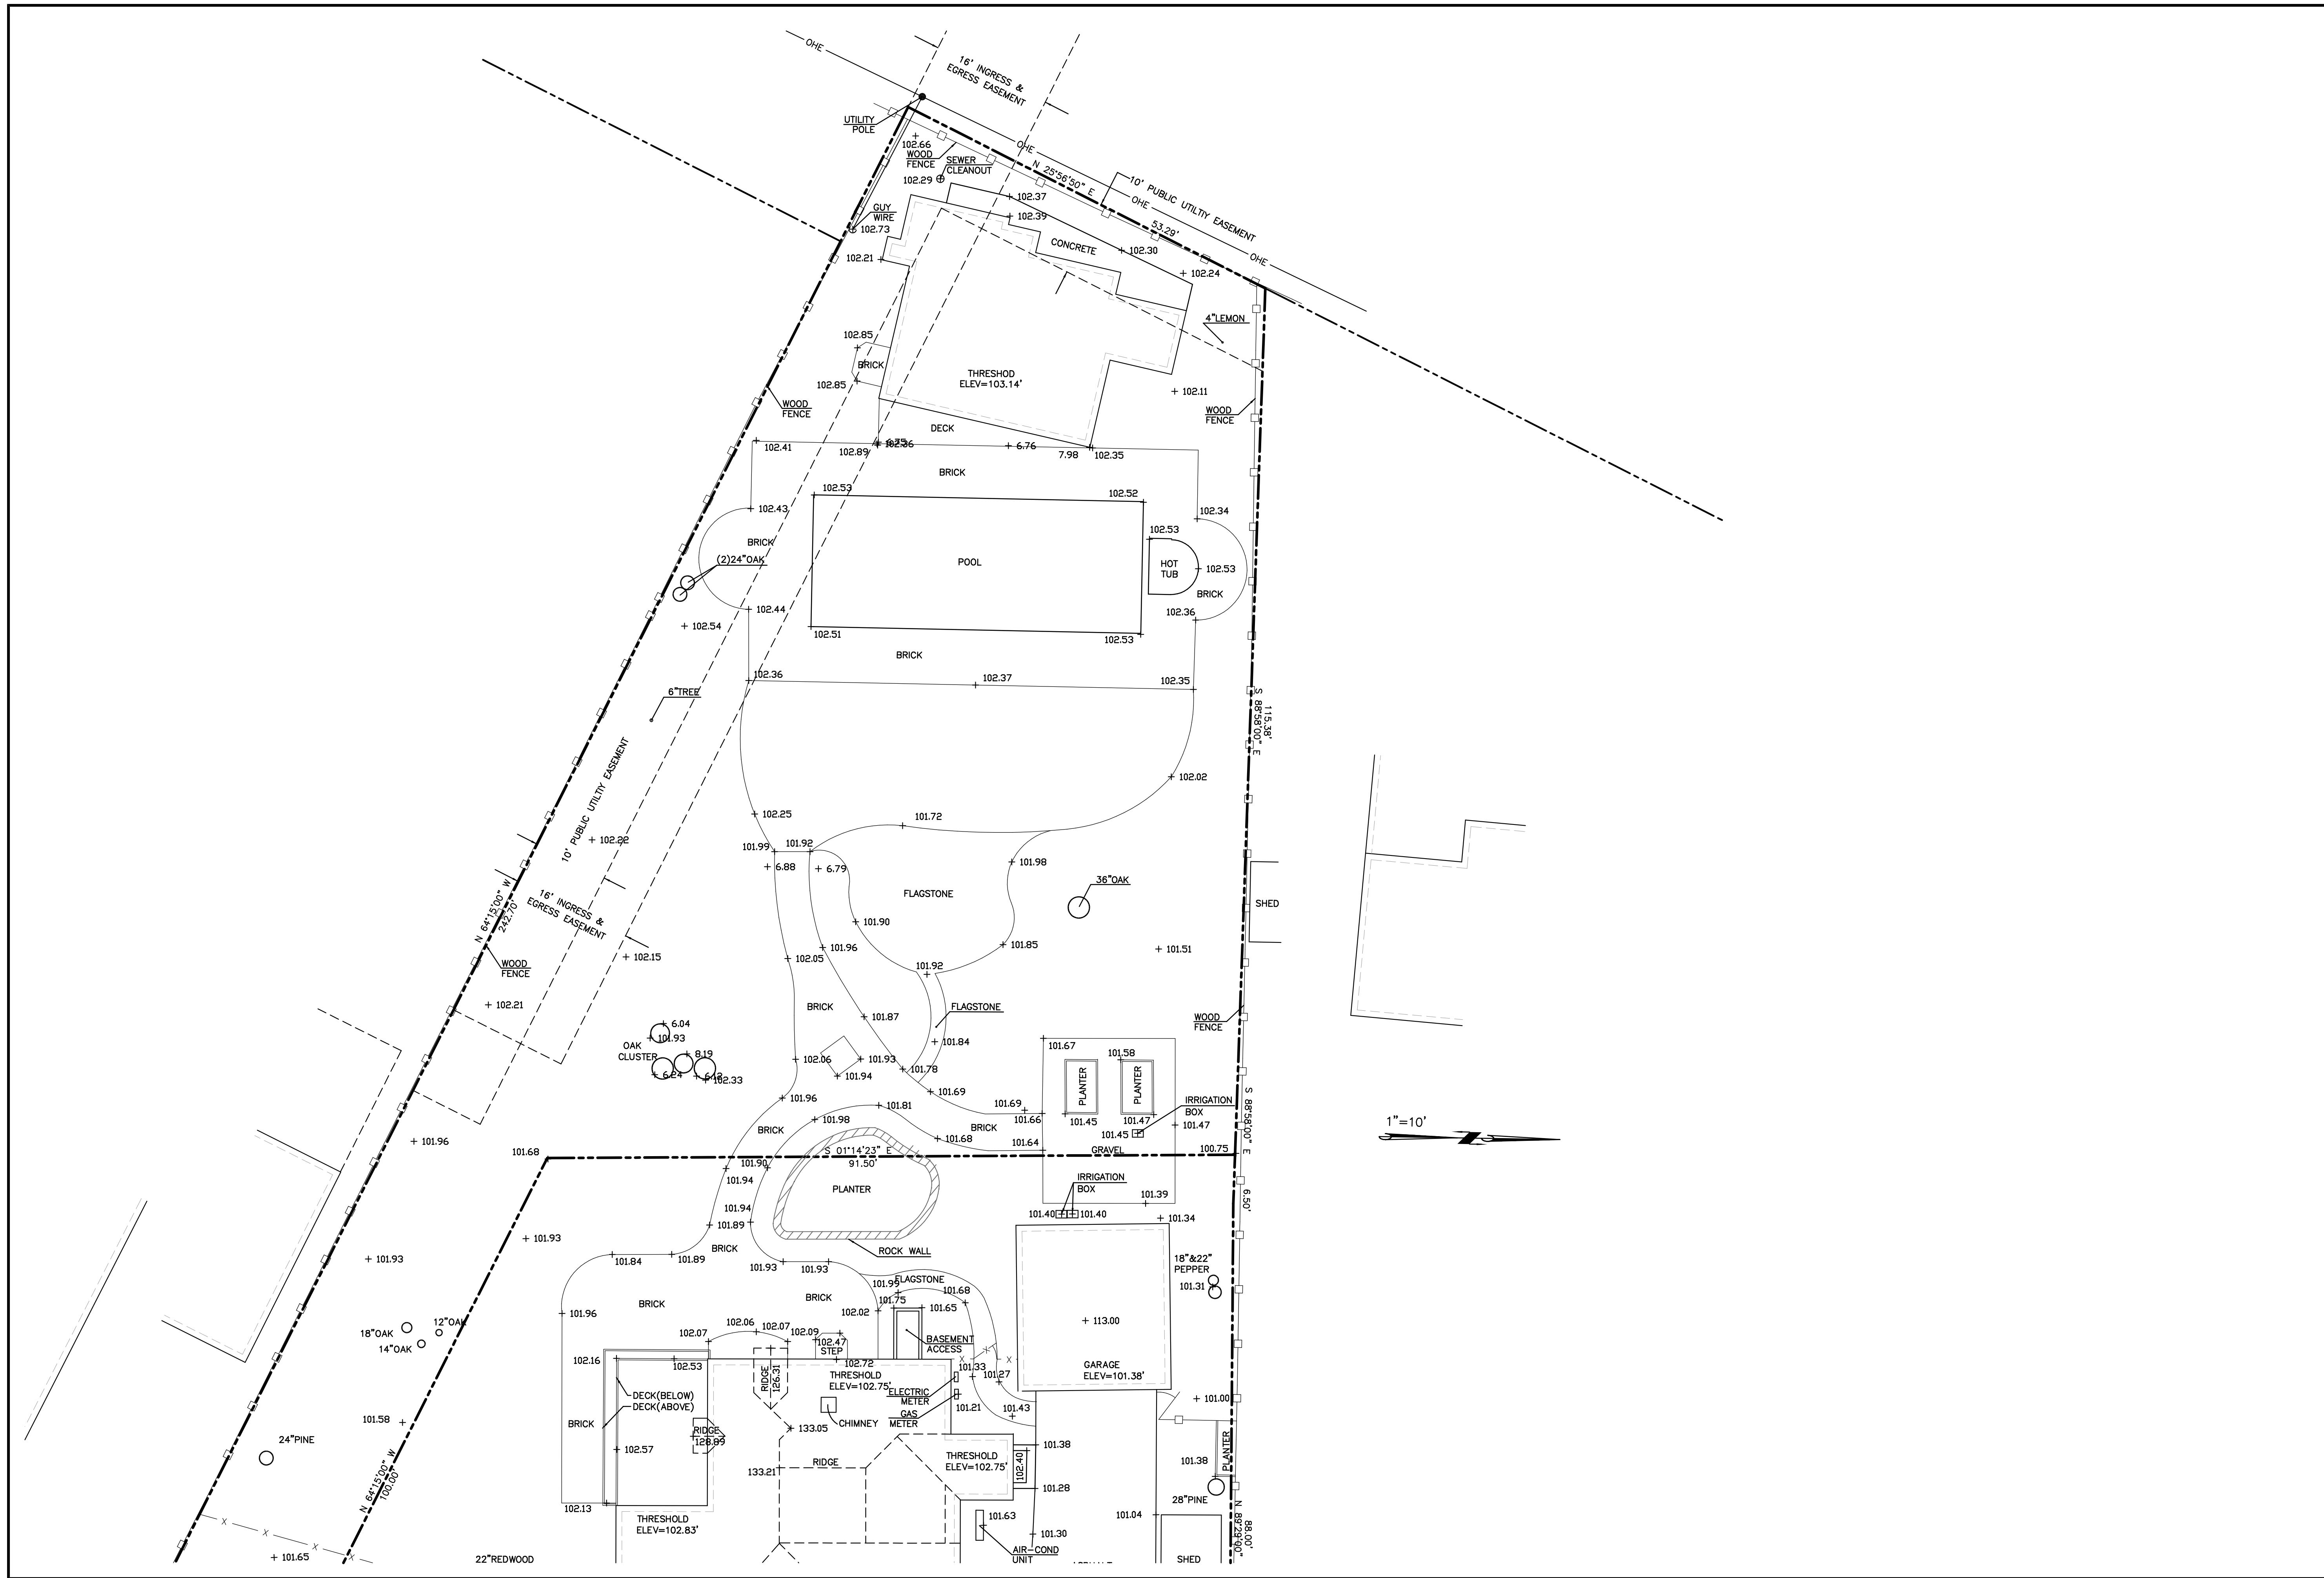 OHE
16' INGRESS &
EGRESS EASEMENT
UTILITY
POLE
102.66
WOOD
FENCE
SEWER
CLEANOUT
102.29
OHE
N 25°56'50" E
53.29'
10' PUBLIC UTILTIY EASEMENT
OHE
OHE
102.37
102.39
GUY
WIRE
102.73
CONCRETE
102.30
102.21
102.24
4"LEMON
102.85
BRICK
102.85
THRESHOD
ELEV=103.14'
102.11
WOOD
FENCE
WOOD
FENCE
DECK
102.41
102.89
6.76
7.98
102.35
BRICK
102.53
102.52
102.43
102.34
BRICK
102.53
(2)24"OAK
POOL
HOT
TUB
102.53
BRICK
102.44
102.36
102.54
102.51
102.53
BRICK
102.36
102.37
102.35
6"TREE
115.38'
S 88°58'00" E
102.02
102.25
101.72
10' PUBLIC UTILTIY EASEMENT
102.22
101.99
101.92
6.88
6.79
101.98
36"OAK
FLAGSTONE
SHED
16' INGRESS &
EGRESS EASEMENT
N 64°15'00" W
242.70'
101.90
101.96
101.85
101.51
102.15
102.05
WOOD
FENCE
101.92
102.21
BRICK
FLAGSTONE
101.87
WOOD
FENCE
6.04
101.93
OAK
CLUSTER
8.19
6.24
6.12
102.33
102.06
101.84
101.93
101.94
101.78
101.67
101.58
PLANTER
PLANTER
101.69
101.96
101.81
101.69
101.66
101.45
101.47
IRRIGATION
BOX
101.47
101.45
S 88°58'00" E
6.50'
1"=10'
101.98
BRICK
101.68
BRICK
101.64
GRAVEL
100.75
101.96
101.68
S 01°14'23" E
91.50'
101.90
101.94
PLANTER
IRRIGATION
BOX
101.39
101.94
101.89
101.40
101.40
101.34
101.93
101.93
BRICK
ROCK WALL
101.84
101.89
101.93
101.93
18"&22"
PEPPER
101.31
101.99
FLAGSTONE
101.68
101.75
101.65
101.96
BRICK
BRICK
102.02
113.00
18"OAK
12"OAK
14"OAK
102.07
102.06
102.07
102.09
102.47
STEP
BASEMENT
ACCESS
102.16
102.53
102.72
THRESHOLD
ELEV=102.75'
X
X
X
101.33
101.27
GARAGE
ELEV=101.38'
RIDGE
126.31
DECK(BELOW)
DECK(ABOVE)
ELECTRIC
METER
GAS
METER
101.21
101.43
101.00
101.58
BRICK
CHIMNEY
133.05
RIDGE
128.89
24"PINE
102.57
101.38
133.21
RIDGE
THRESHOLD
ELEV=102.75'
102.40
101.38
PLANTER
N 64°15'00" W
100.00'
101.28
28"PINE
102.13
THRESHOLD
ELEV=102.83'
101.63
101.04
101.30
N 89°29'00"
88.00'
X
X
X
X
101.65
22"REDWOOD
AIR-COND
UNIT
SHED